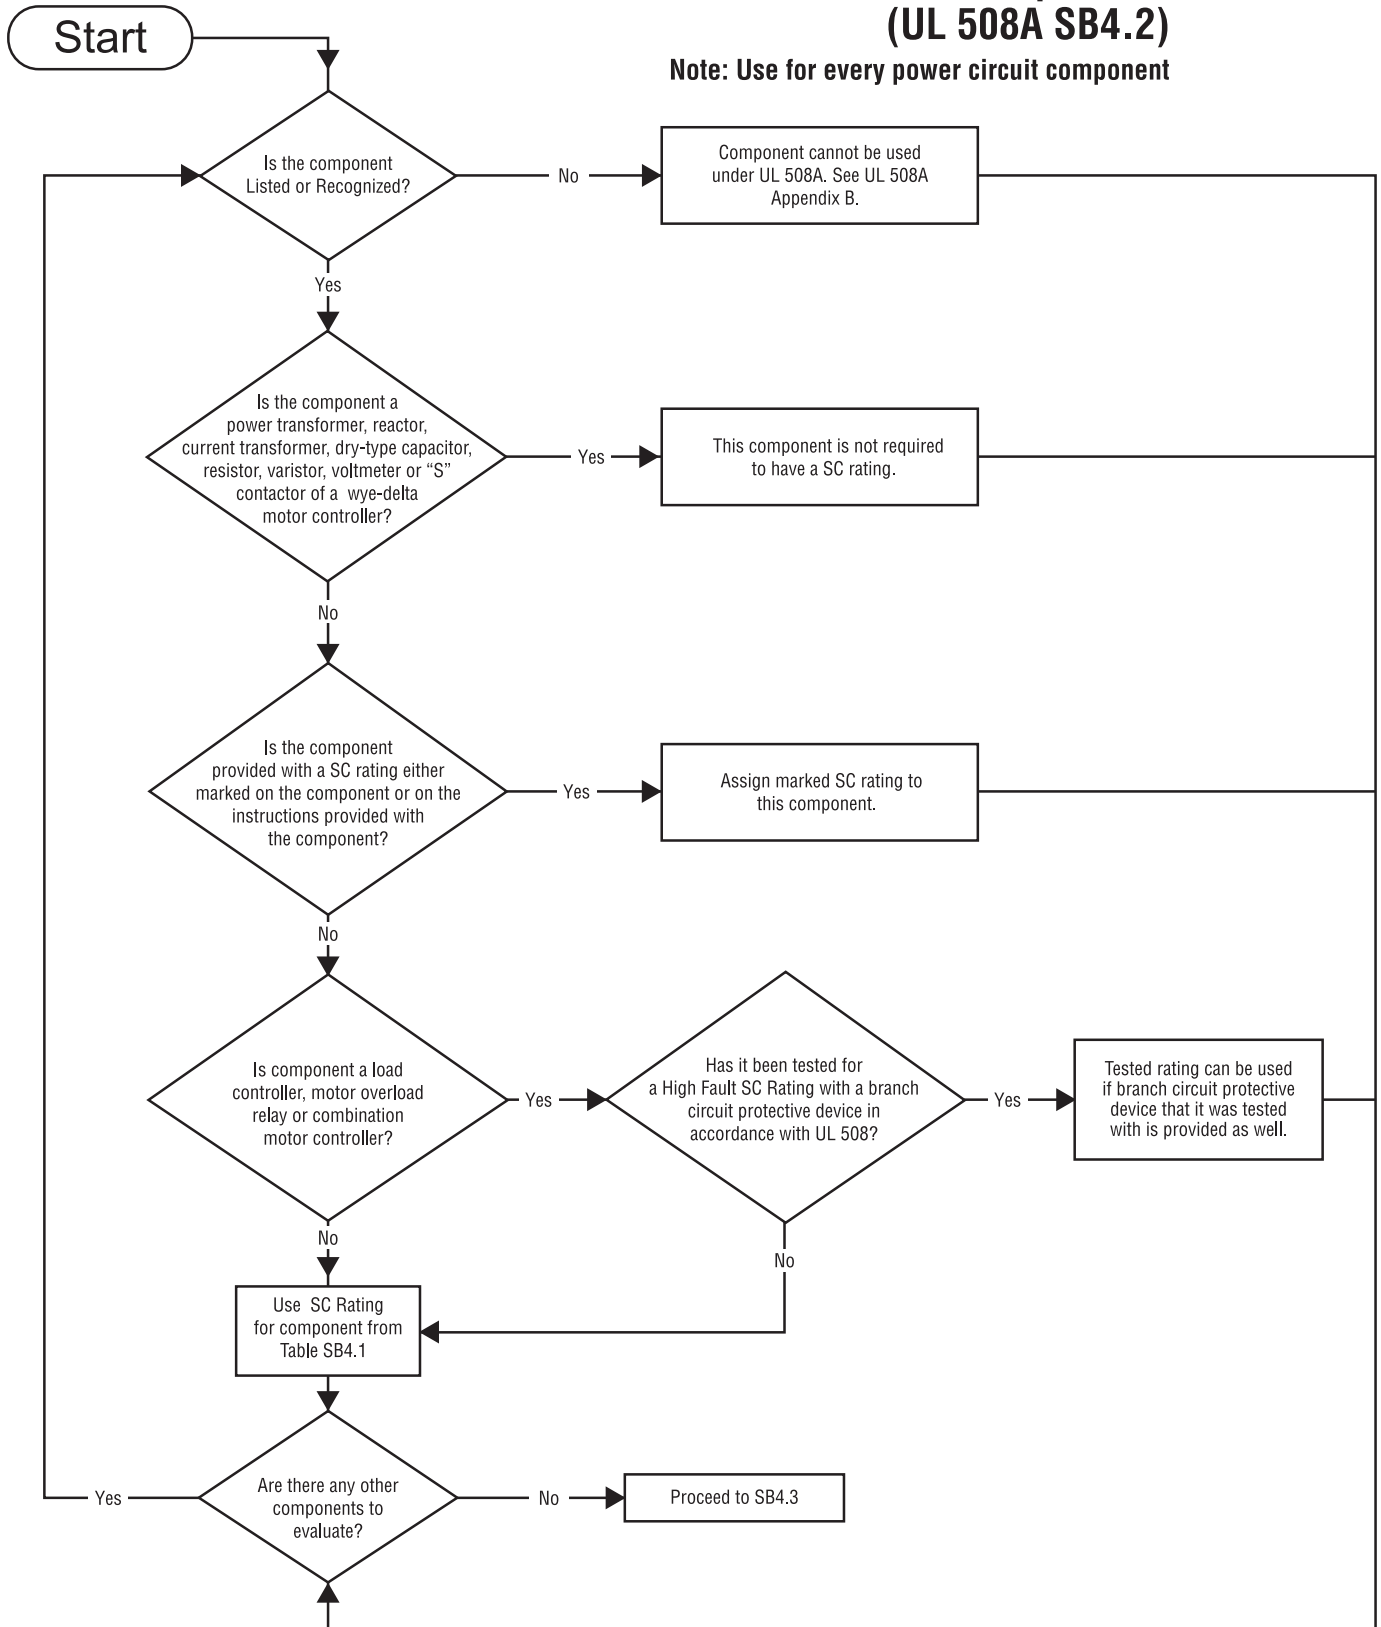 Start
(UL 508A SB4.2)
Note: Use for every power circuit component
Is the component
Listed or Recognized?
No
Component cannot be used
under UL 508A. See UL 508A
Appendix B.
Yes
Is the component a
power transformer, reactor,
current transformer, dry-type capacitor,
resistor, varistor, voltmeter or “S”
contactor of a wye-delta
motor controller?
Yes
This component is not required
to have a SC rating.
No
Is the component
provided with a SC rating either
marked on the component or on the
instructions provided with
the component?
Yes
Assign marked SC rating to
this component.
No
Is component a load
controller, motor overload
relay or combination
motor controller?
Yes
Has it been tested for
a High Fault SC Rating with a branch
circuit protective device in
accordance with UL 508?
Yes
Tested rating can be used
if branch circuit protective
device that it was tested
with is provided as well.
No
No
Use SC Rating
for component from
Table SB4.1
Are there any other
components to
evaluate?
Yes
No
Proceed to SB4.3